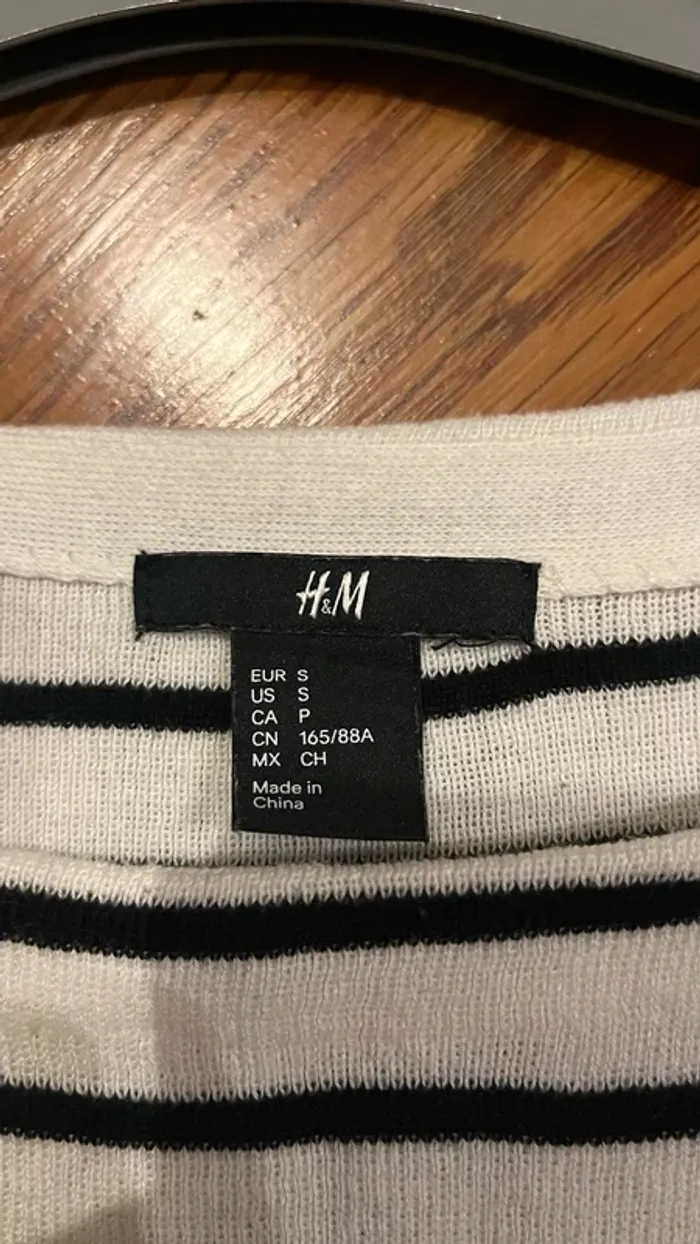 H&M
EUR S
US S
CA P
CN 165/88A
MX CH
Made in
China